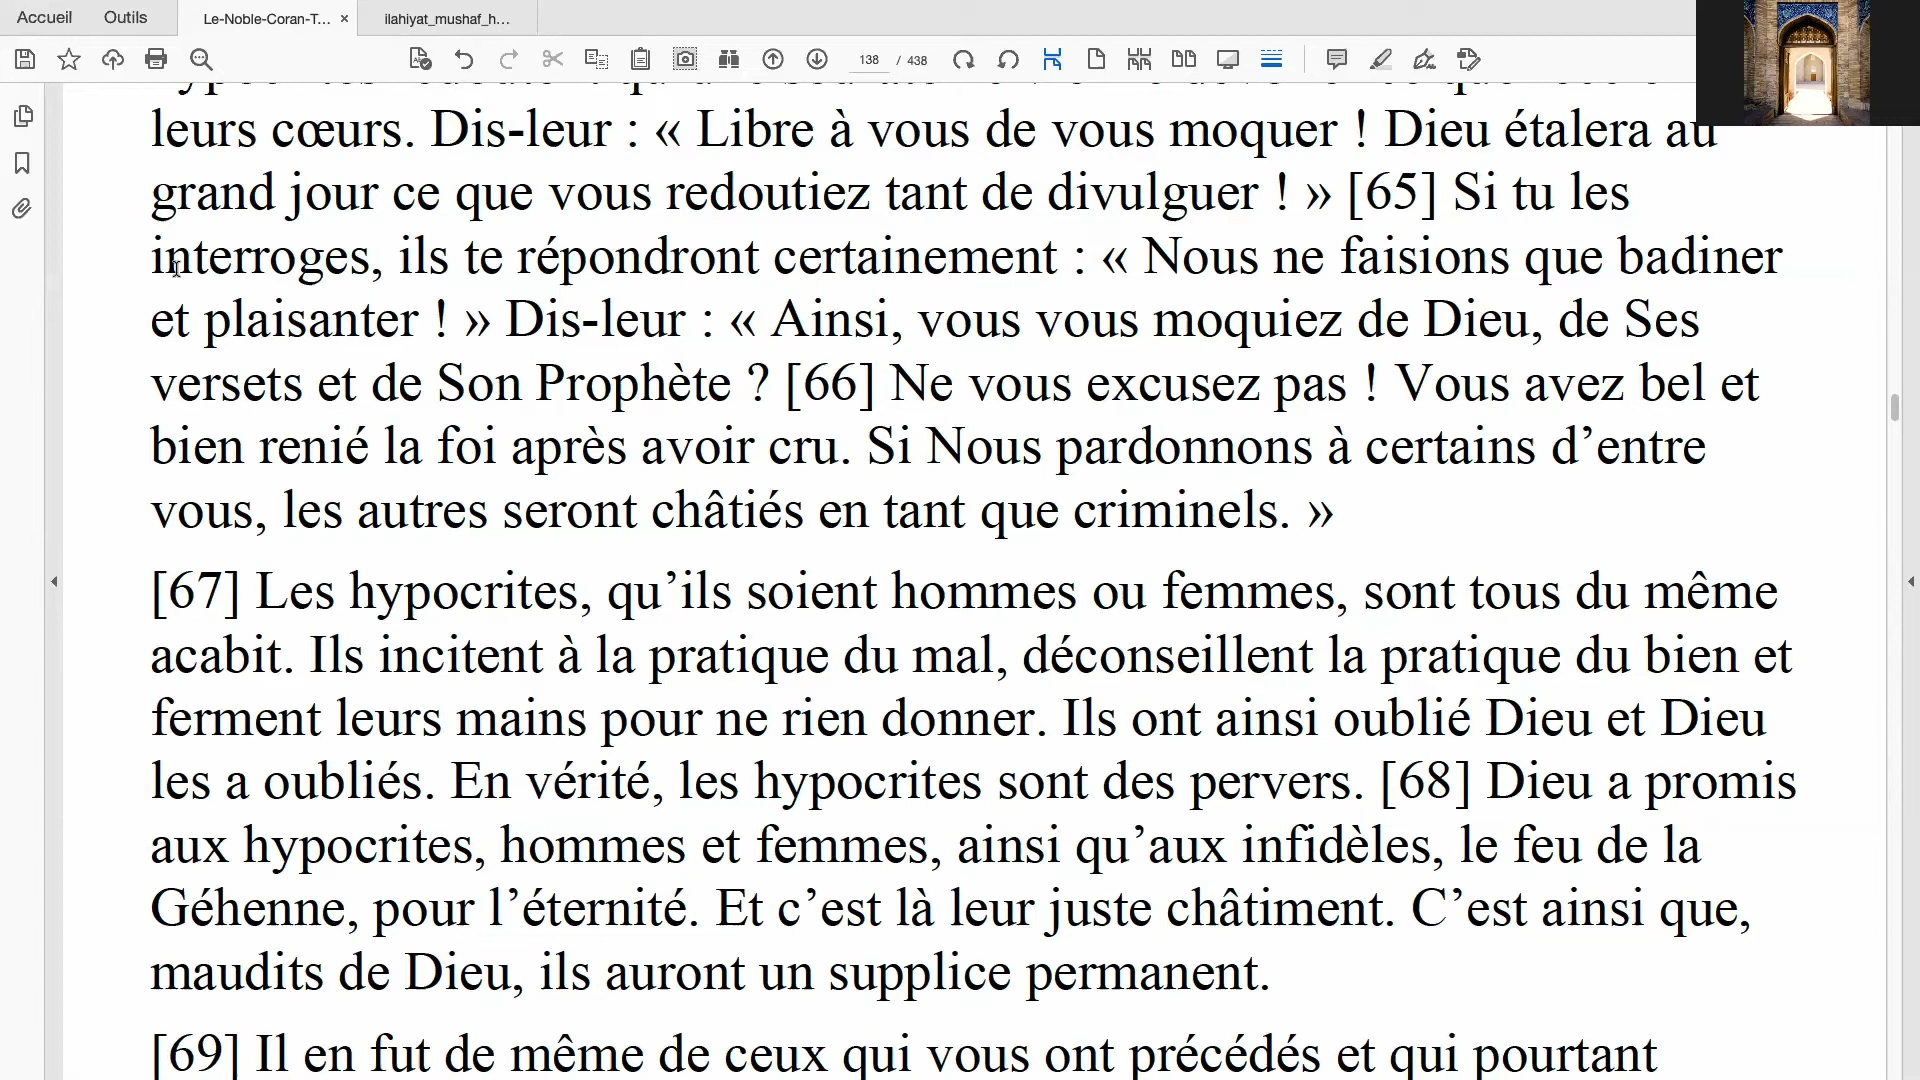 Accueil Outils Le-Noble-Coran-T... × ilahiyat_mushaf_h...
138 / 438
leurs cœurs. Dis-leur : « Libre à vous de vous moquer ! Dieu étalera au
grand jour ce que vous redoutiez tant de divulguer ! » [65] Si tu les
interroges, ils te répondront certainement : « Nous ne faisions que badiner
et plaisanter ! » Dis-leur : « Ainsi, vous vous moquiez de Dieu, de Ses
versets et de Son Prophète ? [66] Ne vous excusez pas ! Vous avez bel et
bien renié la foi après avoir cru. Si Nous pardonnons à certains d’entre
vous, les autres seront châtiés en tant que criminels. »
[67] Les hypocrites, qu’ils soient hommes ou femmes, sont tous du même
acabit. Ils incitent à la pratique du mal, déconseillent la pratique du bien et
ferment leurs mains pour ne rien donner. Ils ont ainsi oublié Dieu et Dieu
les a oubliés. En vérité, les hypocrites sont des pervers. [68] Dieu a promis
aux hypocrites, hommes et femmes, ainsi qu’aux infidèles, le feu de la
Géhenne, pour l’éternité. Et c’est là leur juste châtiment. C’est ainsi que,
maudits de Dieu, ils auront un supplice permanent.
[69] Il en fut de même de ceux qui vous ont précédés et qui pourtant